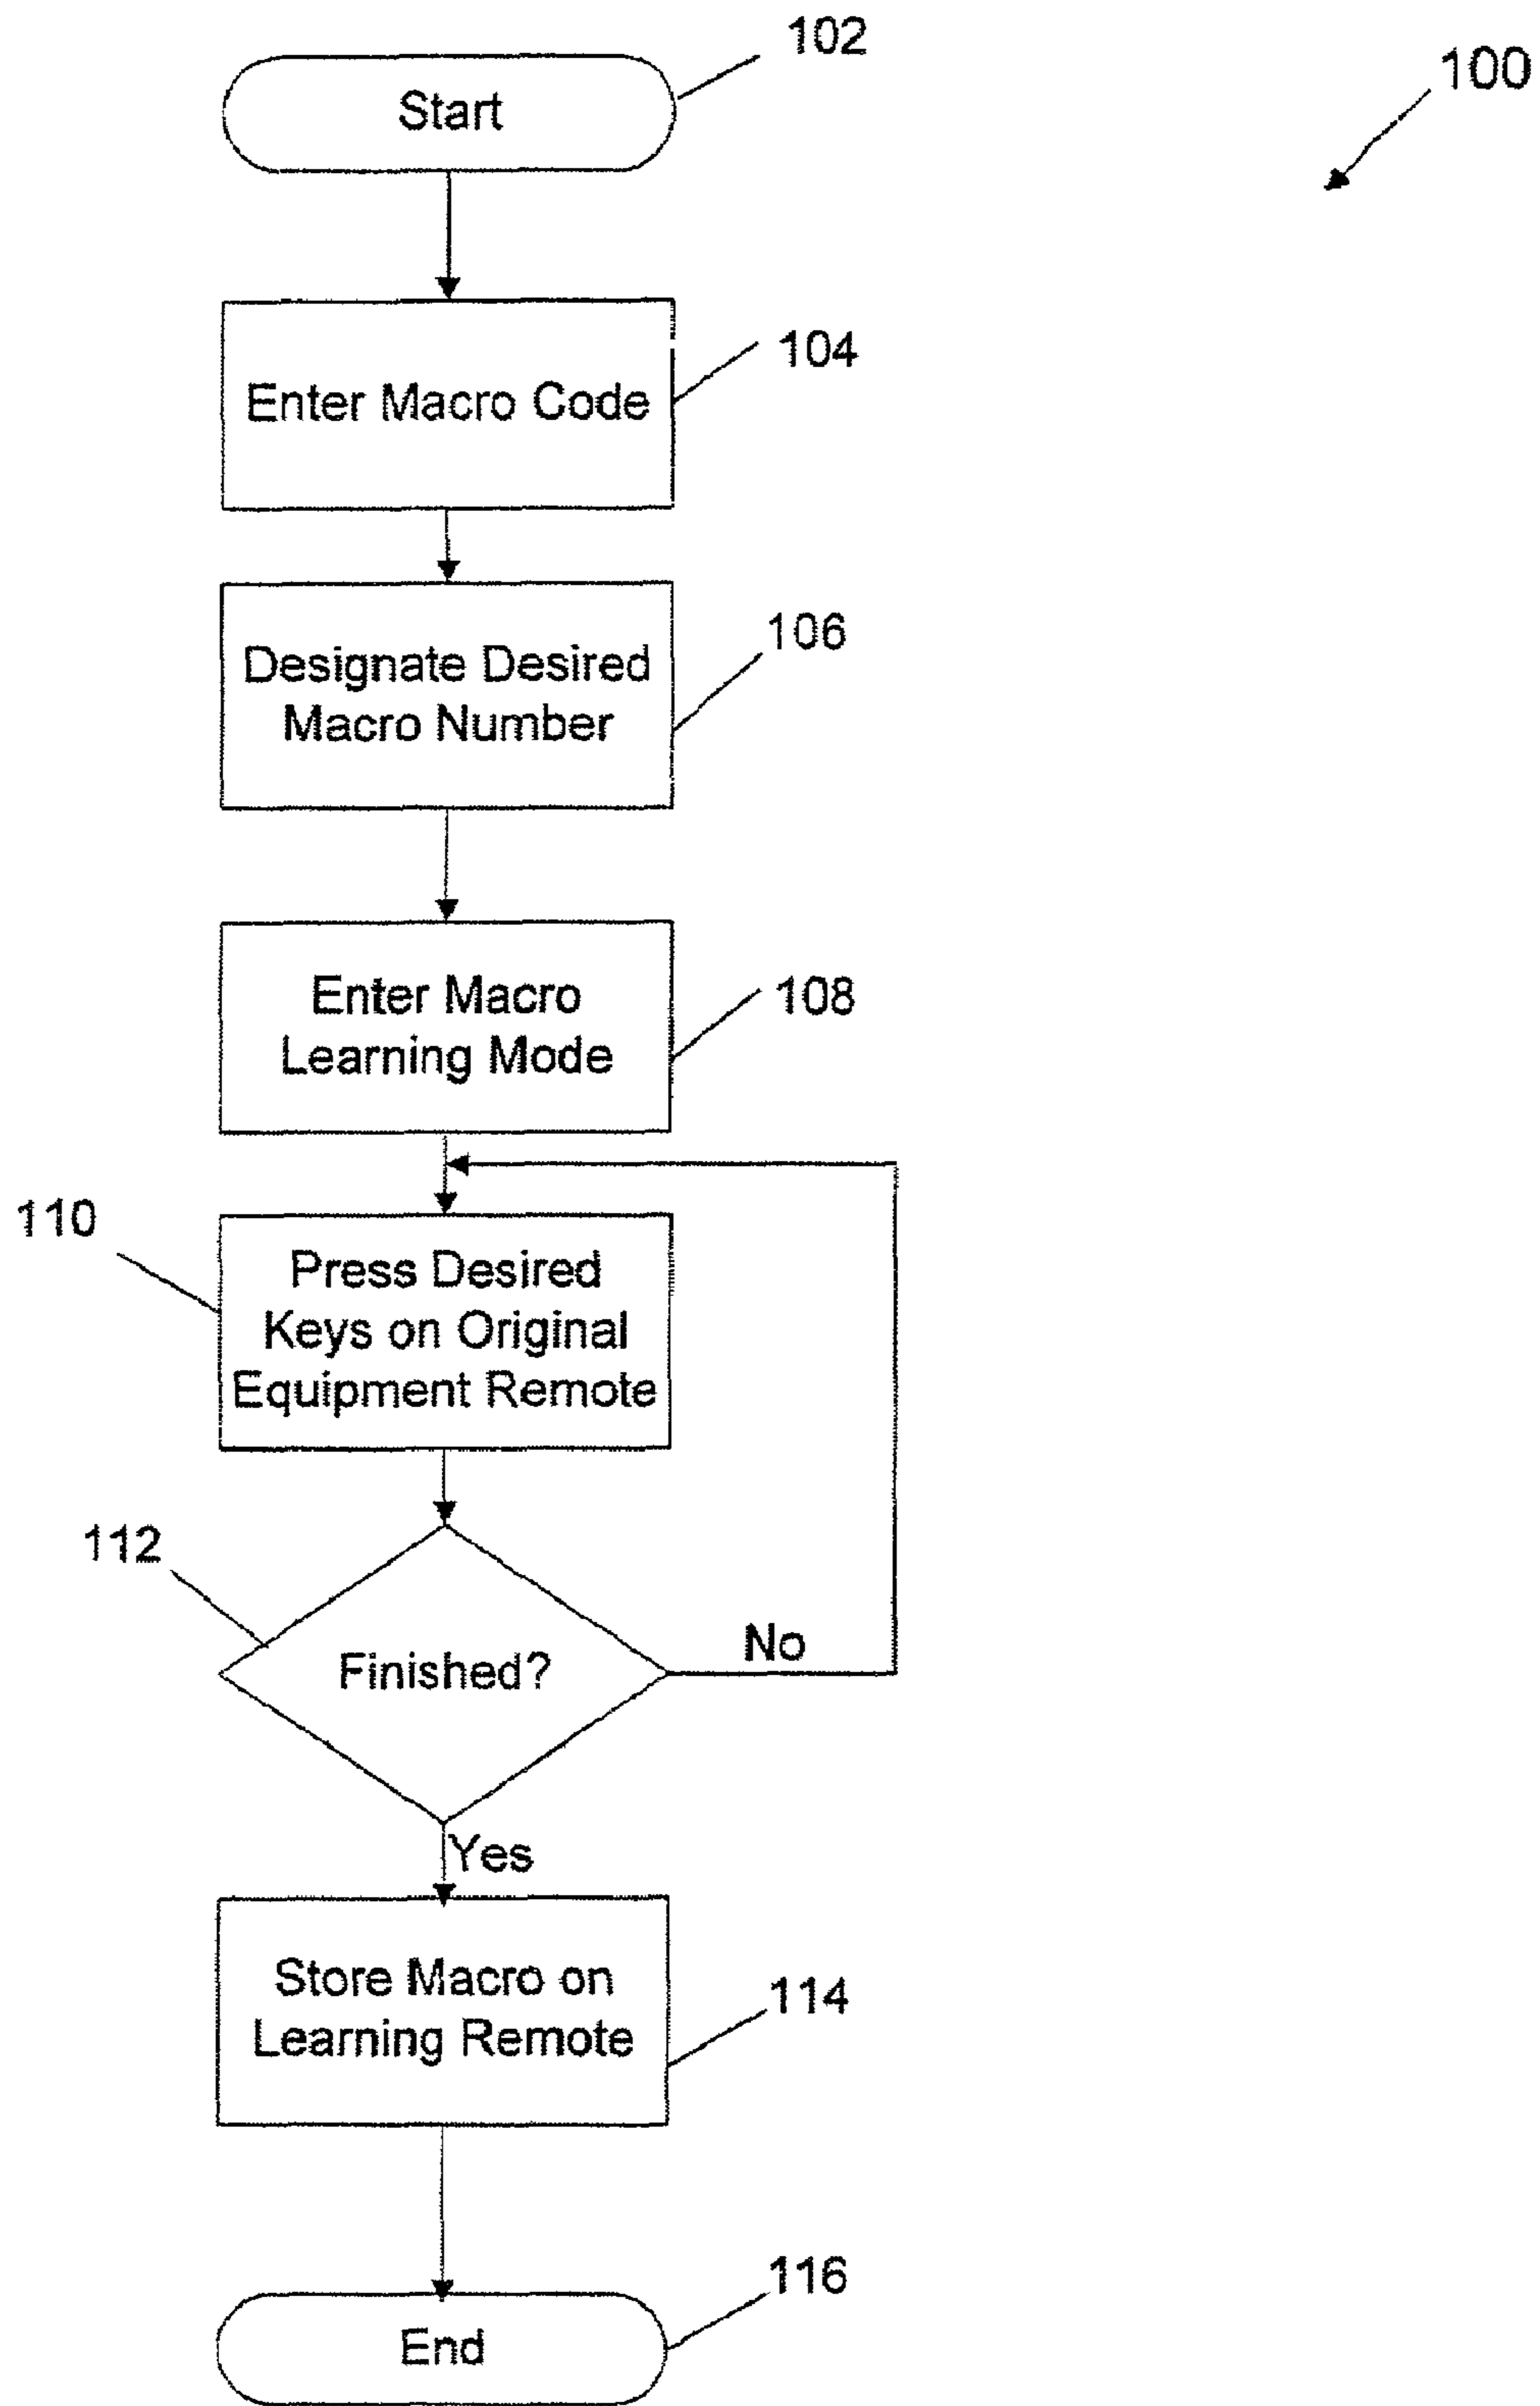 102
100
Start
104
Enter Macro Code
106
Designate Desired
Macro Number
108
Enter Macro
Learning Mode
110
Press Desired
Keys on Original
Equipment Remote
112
No
Finished?
Yes
Store Macro on
Learning Remote
114
116
End